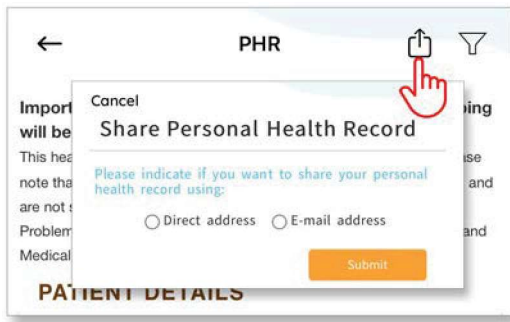 PHR
Import
ping
will be
Cancel
Share Personal Health Record
This hea
ase
note tha
and
are not s
Please indicate if you want to share your personal
health record using:
Problem
and
Direct address
E-mail address
Medical
Submit
PATIENT DETAILS